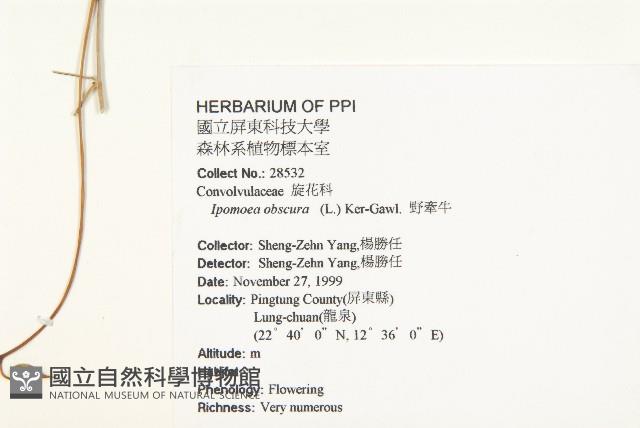 HERBARIUM OF PPI
國立屏東科技大學
森林系植物標本室
Collect No.: 28532
Convolvulaceae 旋花科
Ipomoea obscura (L.) Ker-Gawl. 野牽牛
Collector: Sheng-Zehn Yang,楊勝任
Detector: Sheng-Zehn Yang,楊勝任
Date: November 27, 1999
Locality: Pingtung County(屏東縣)
Lung-chuan(龍泉)
(22° 40' 0" N, 12° 36' 0" E)
Altitude: m
國立自然科學博物館
NATIONAL MUSEUM OF NATURAL SCIENCE
Phenology: Flowering
Richness: Very numerous